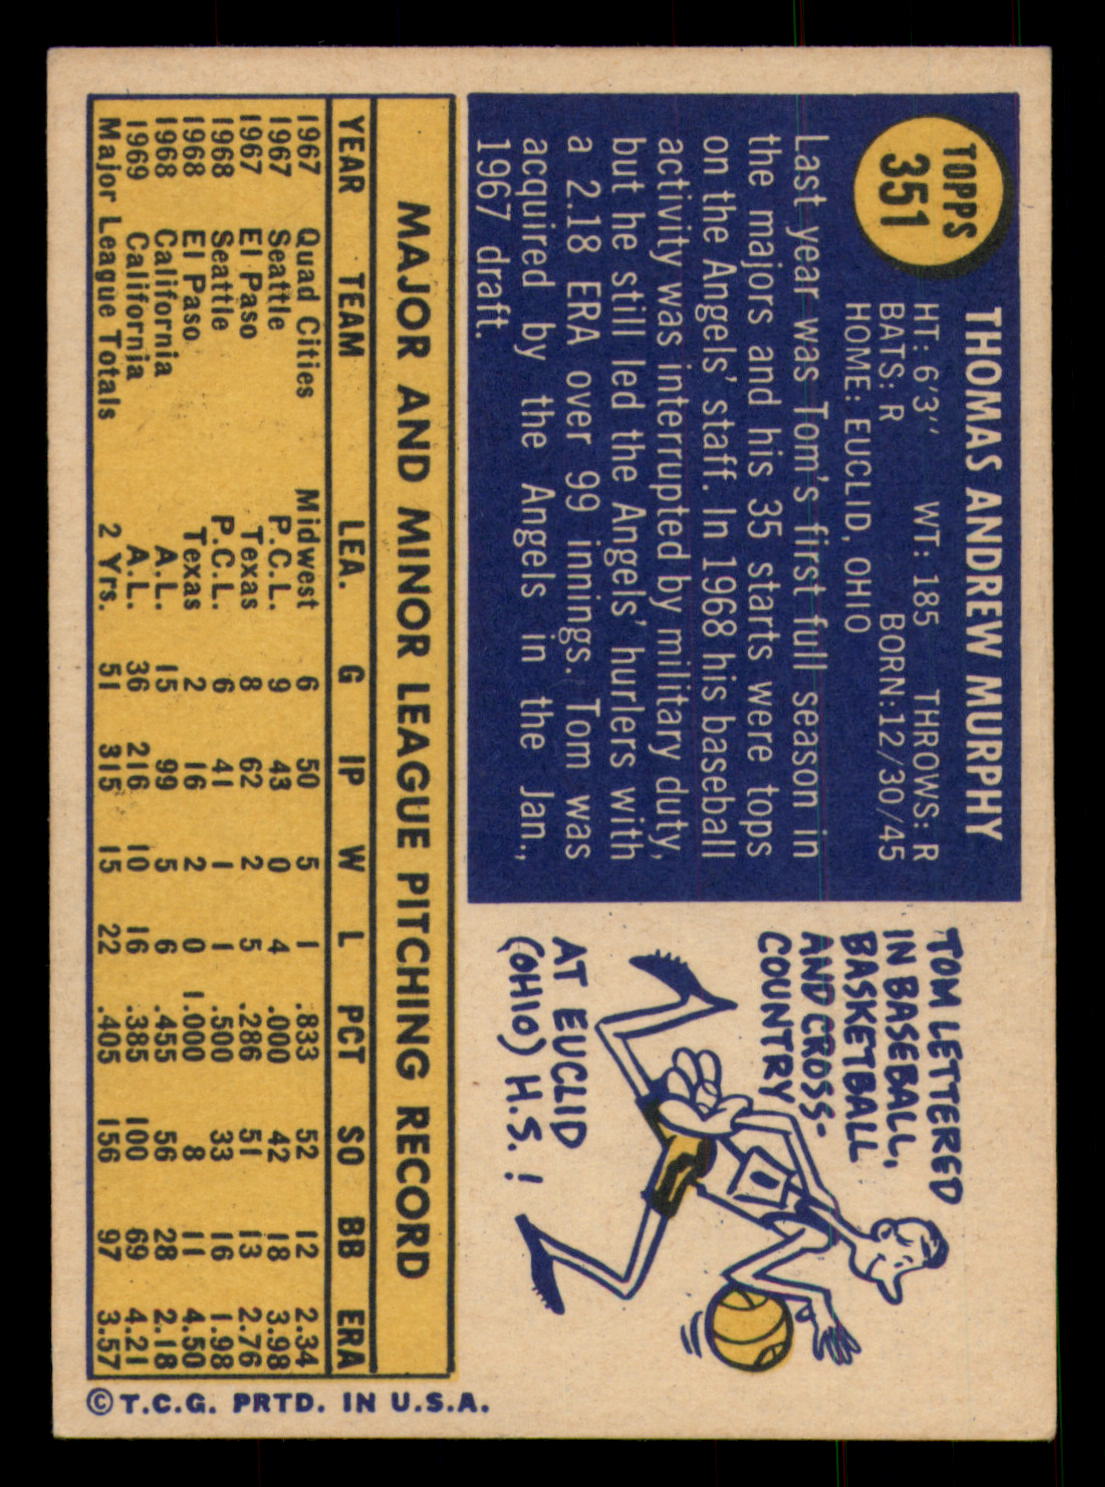 TOPPS
351
THOMAS ANDREW MURPHY
HT: 6'3" WT: 185 THROWS: R
BATS: R BORN: 12/30/45
HOME: EUCLID, OHIO
Last year was Tom's first full season in
the majors and his 35 starts were tops
on the Angels' staff. In 1968 his baseball
activity was interrupted by military duty,
but he still led the Angels' hurlers with
a 2.18 ERA over 99 innings. Tom was
acquired by the Angels in the Jan.,
1967 draft.
TOM LETTERED
IN BASEBALL,
BASKETBALL
AND CROSS-
COUNTRY
AT EUCLID
(OHIO) H.S.!
MAJOR AND MINOR LEAGUE PITCHING RECORD
YEAR TEAM LEA. G IP W L PCT SO BB ERA
1967 Quad Cities Midwest 6 50 5 1 .833 52 12 2.34
1967 Seattle P.C.L. 9 43 0 4 .000 42 18 3.98
1967 El Paso Texas 8 62 2 5 .286 51 13 2.76
1968 Seattle P.C.L. 6 41 1 1 .500 33 16 1.98
1968 El Paso Texas 2 16 2 0 1.000 8 11 4.50
1968 California A.L. 15 99 5 6 .455 56 28 2.18
1969 California A.L. 36 216 10 16 .385 100 69 4.21
Major League Totals 2 Yrs. 51 315 15 22 .405 156 97 3.57
© T.C.G. PRTD. IN U.S.A.